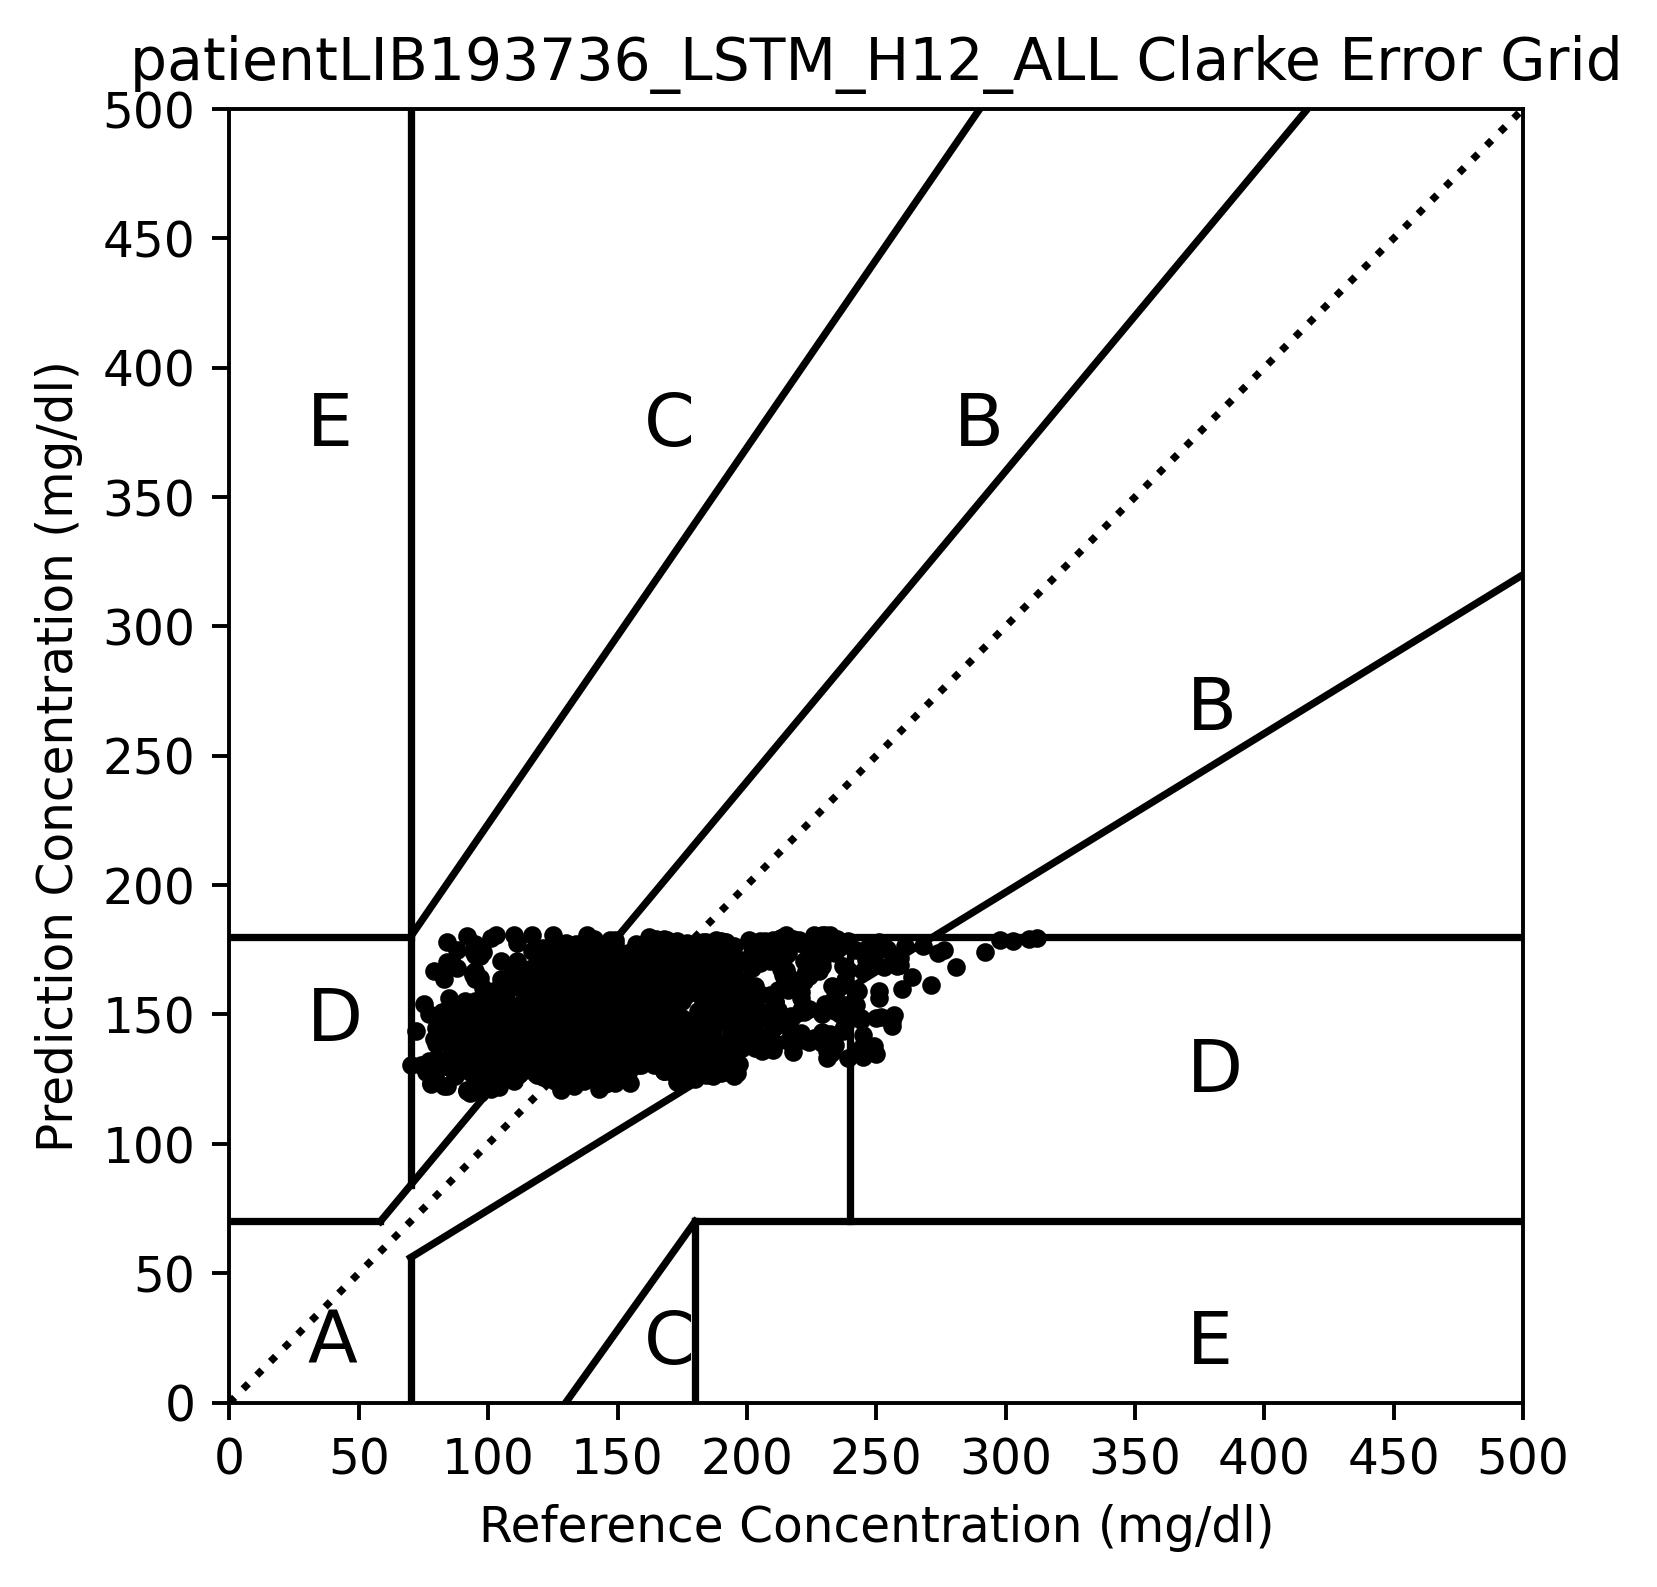 patientLIB193736_LSTM_H12_ALL Clarke Error Grid
500
450
400
350
300
250
200
150
100
50
0
Prediction Concentration (mg/dl)
E
C
B
B
D
D
A
C
E
0 50 100 150 200 250 300 350 400 450 500
Reference Concentration (mg/dl)